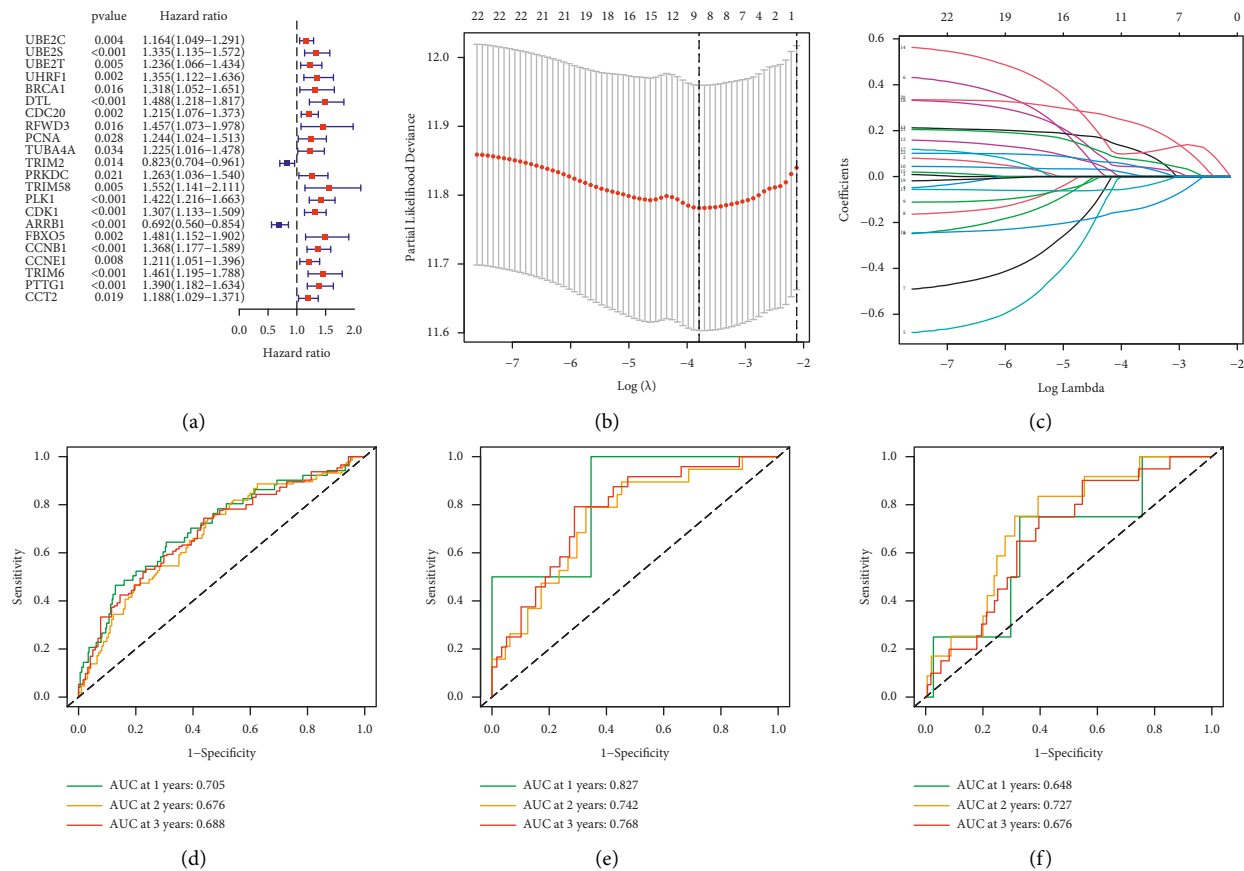 pvalue Hazard ratio
UBE2C 0.004 1.164(1.049−1.291)
UBE2S <0.001 1.335(1.135−1.572)
UBE2T 0.005 1.236(1.066−1.434)
UHRF1 0.002 1.355(1.122−1.636)
BRCA1 0.016 1.318(1.052−1.651)
DTL <0.001 1.488(1.218−1.817)
CDC20 0.002 1.215(1.076−1.373)
RFWD3 0.016 1.457(1.073−1.978)
PCNA 0.028 1.244(1.024−1.513)
TUBA4A 0.034 1.225(1.016−1.478)
TRIM2 0.014 0.823(0.704−0.961)
PRKDC 0.021 1.263(1.036−1.540)
TRIM58 0.005 1.552(1.141−2.111)
PLK1 <0.001 1.422(1.216−1.663)
CDK1 <0.001 1.307(1.133−1.509)
ARRB1 <0.001 0.692(0.560−0.854)
FBXO5 0.002 1.481(1.152−1.902)
CCNB1 <0.001 1.368(1.177−1.589)
CCNE1 0.008 1.211(1.051−1.396)
TRIM6 <0.001 1.461(1.195−1.788)
PTTG1 <0.001 1.390(1.182−1.634)
CCT2 0.019 1.188(1.029−1.371)
0.0 0.5 1.0 1.5 2.0
Hazard ratio
(a)
22 22 22 21 21 20 19 19 16 15 12 9 8 8 7 4 2 1
Partial Likelihood Deviance
12.0
11.9
11.8
11.7
11.6
−7 −6 −5 −4 −3 −2
Log (λ)
(b)
22 19 16 11 7 0
Coefficients
0.6
0.4
0.2
0.0
−0.2
−0.4
−0.6
14
6
12
2
10
9
8
7
5
−7 −6 −5 −4 −3 −2
Log Lambda
(c)
Sensitivity
1.0
0.8
0.6
0.4
0.2
0.0
0.0 0.2 0.4 0.6 0.8 1.0
1−Specificity
AUC at 1 years: 0.705
AUC at 2 years: 0.676
AUC at 3 years: 0.688
(d)
Sensitivity
1.0
0.8
0.6
0.4
0.2
0.0
0.0 0.2 0.4 0.6 0.8 1.0
1−Specificity
AUC at 1 years: 0.827
AUC at 2 years: 0.742
AUC at 3 years: 0.768
(e)
Sensitivity
1.0
0.8
0.6
0.4
0.2
0.0
0.0 0.2 0.4 0.6 0.8 1.0
1−Specificity
AUC at 1 years: 0.648
AUC at 2 years: 0.727
AUC at 3 years: 0.676
(f)